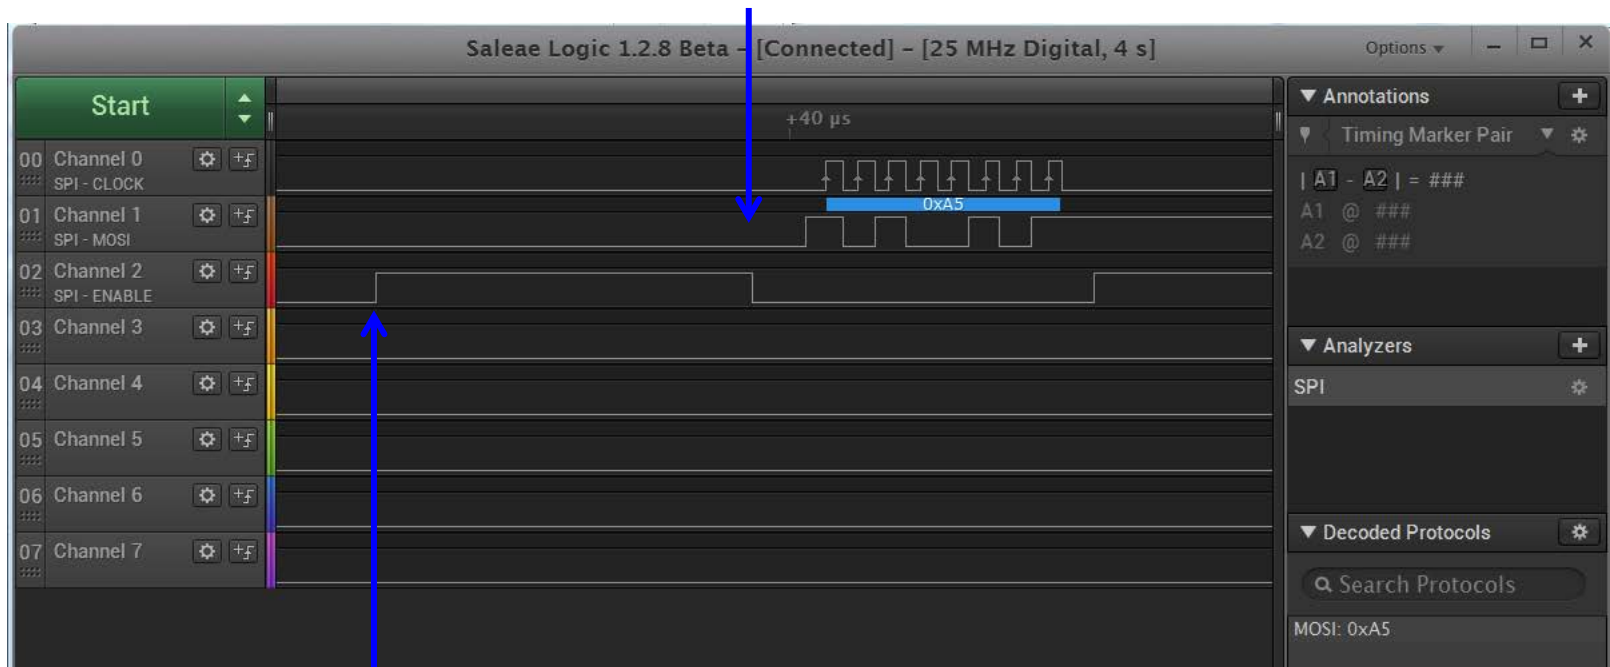 Saleae Logic 1.2.8 Beta - [Connected] - [25 MHz Digital, 4 s]
Options
Start
+40 µs
00 Channel 0
SPI - CLOCK
0xA5
01 Channel 1
SPI - MOSI
02 Channel 2
SPI - ENABLE
03 Channel 3
04 Channel 4
05 Channel 5
06 Channel 6
07 Channel 7
Annotations
Timing Marker Pair
| A1 - A2 | = ###
A1 @ ###
A2 @ ###
Analyzers
SPI
Decoded Protocols
Search Protocols
MOSI: 0xA5